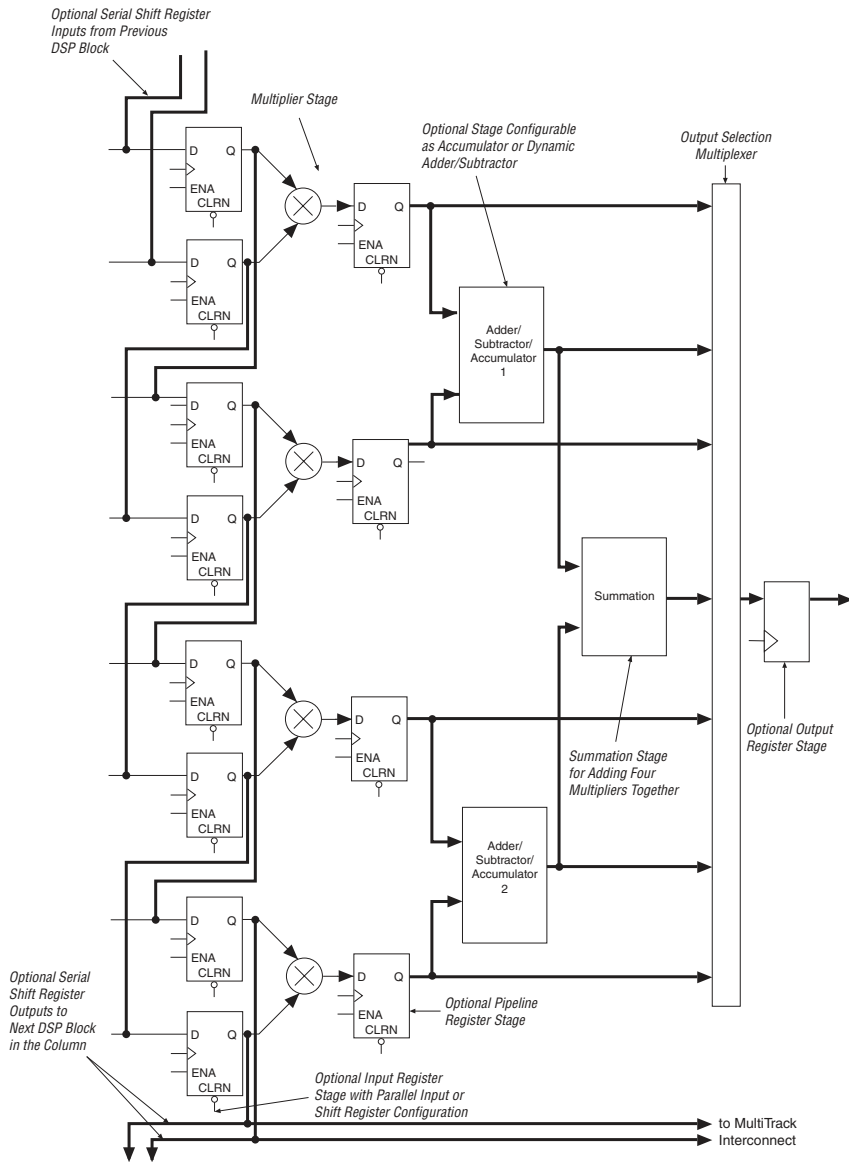 Optional Serial Shift Register
Inputs from Previous
DSP Block
Multiplier Stage
Optional Stage Configurable
as Accumulator or Dynamic
Adder/Subtractor
Output Selection
Multiplexer
D Q
ENA
CLRN
D Q
ENA
CLRN
D Q
ENA
CLRN
Adder/
Subtractor/
Accumulator
1
D Q
ENA
CLRN
D Q
ENA
CLRN
D Q
ENA
CLRN
Summation
D Q
ENA
CLRN
D Q
ENA
CLRN
D Q
ENA
CLRN
Summation Stage
for Adding Four
Multipliers Together
Optional Output
Register Stage
Adder/
Subtractor/
Accumulator
2
D Q
ENA
CLRN
D Q
ENA
CLRN
D Q
ENA
CLRN
Optional Serial
Shift Register
Outputs to
Next DSP Block
in the Column
Optional Pipeline
Register Stage
Optional Input Register
Stage with Parallel Input or
Shift Register Configuration
to MultiTrack
Interconnect